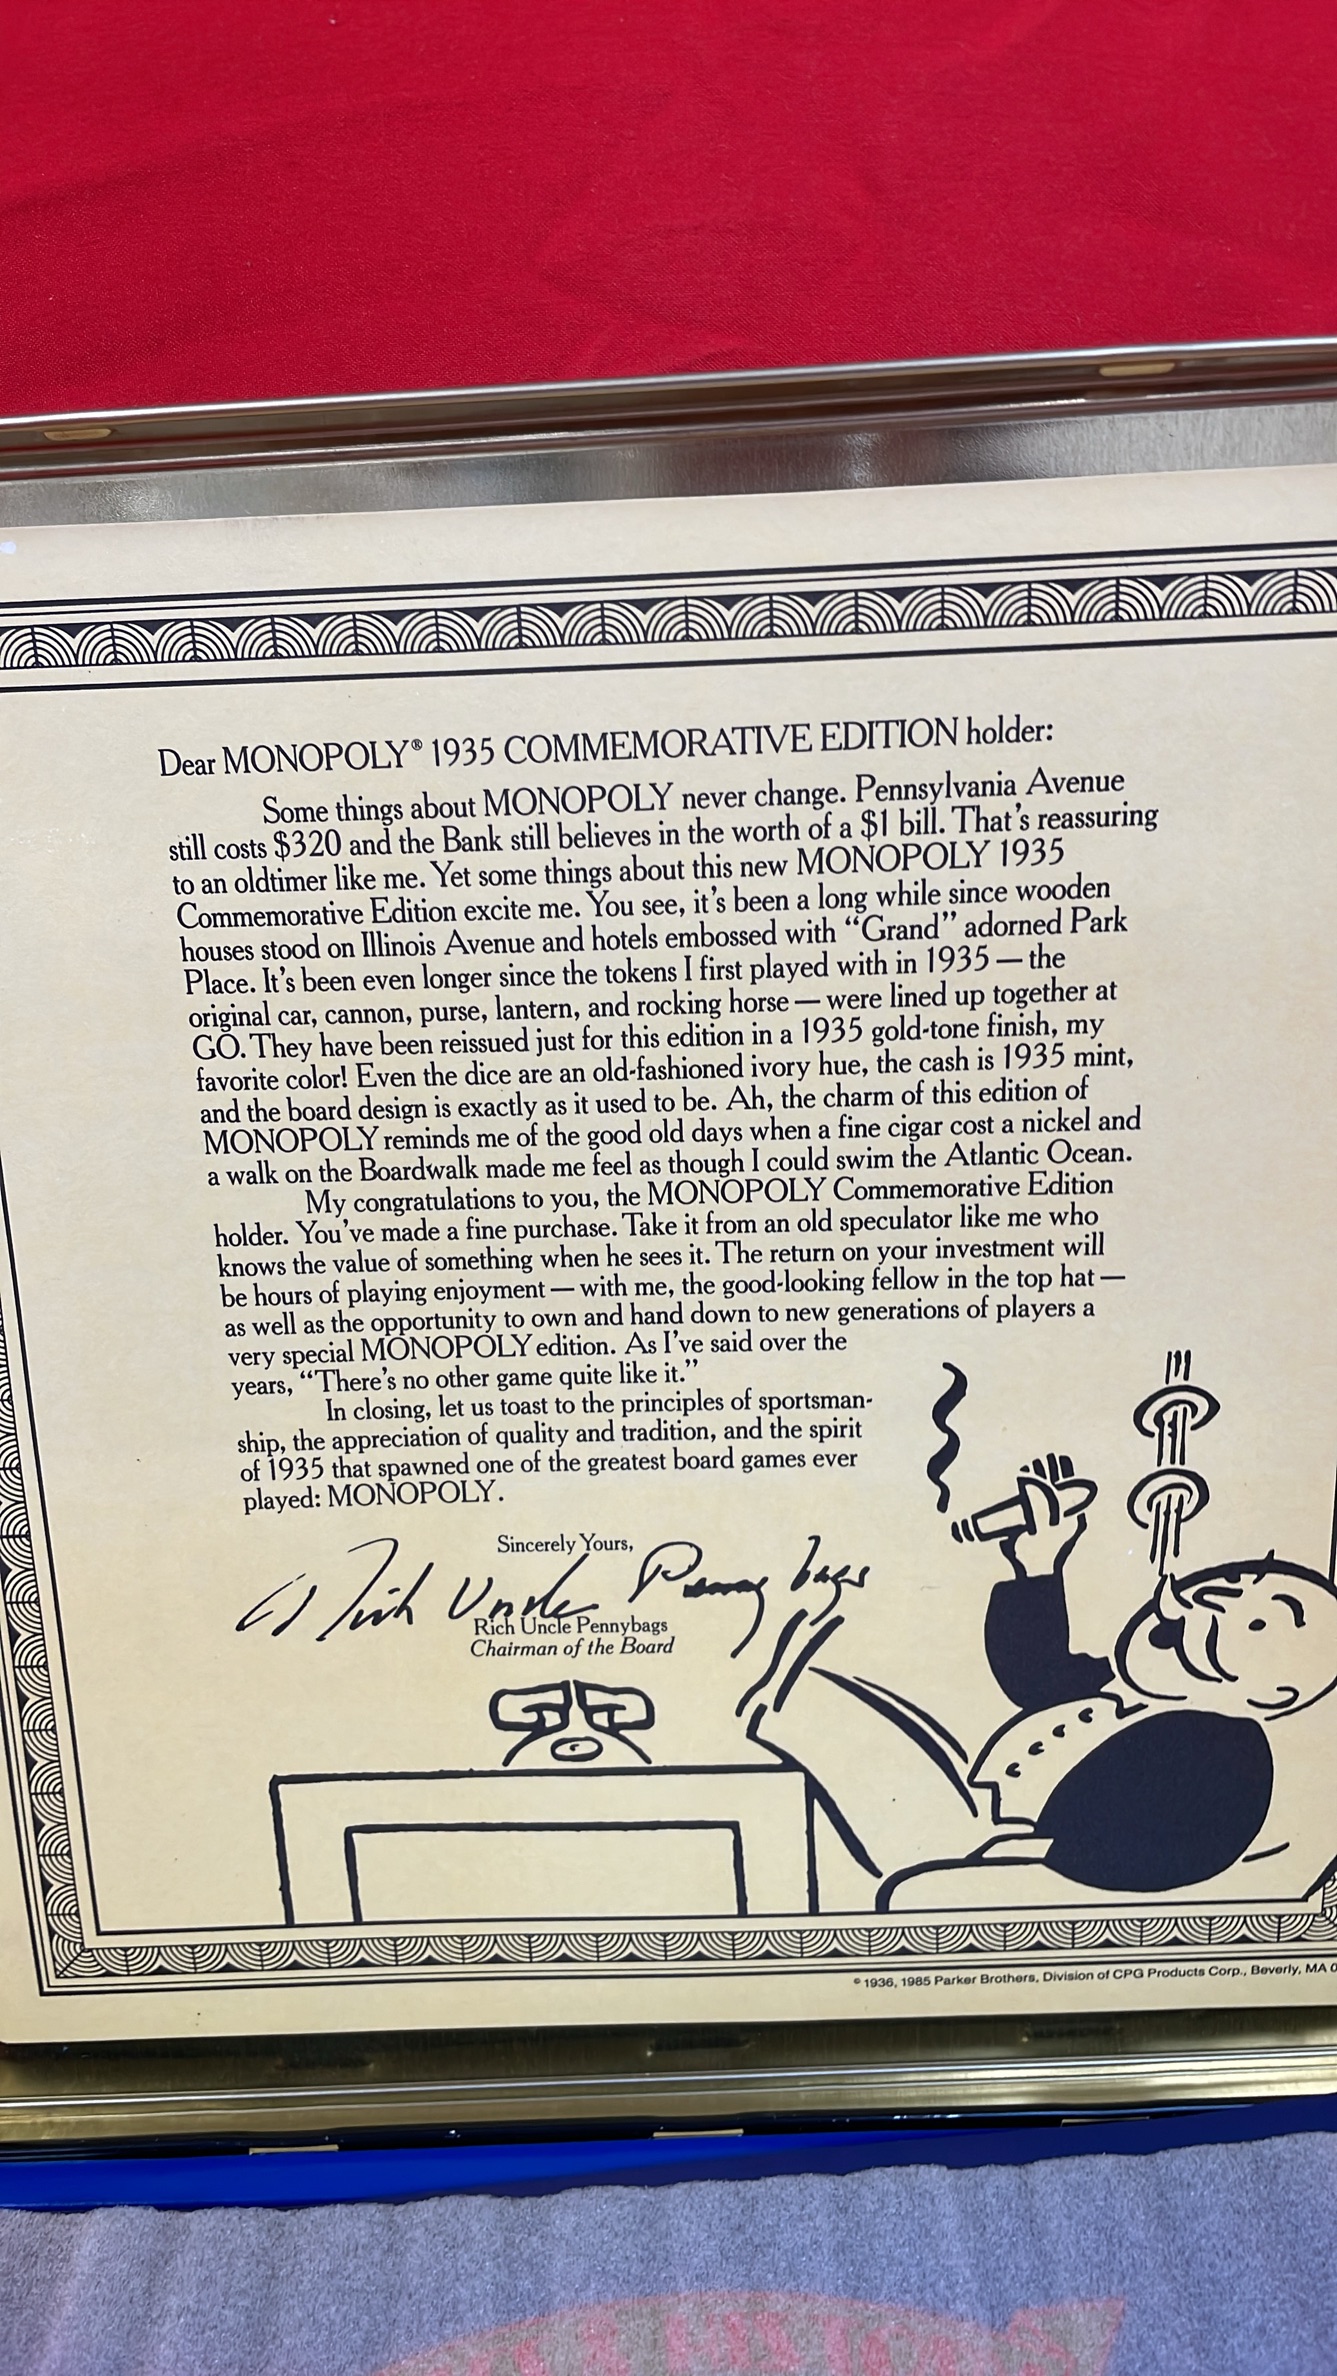 Dear MONOPOLY® 1935 COMMEMORATIVE EDITION holder:
Some things about MONOPOLY never change. Pennsylvania Avenue
still costs $320 and the Bank still believes in the worth of a $1 bill. That's reassuring
to an oldtimer like me. Yet some things about this new MONOPOLY 1935
Commemorative Edition excite me. You see, it's been a long while since wooden
houses stood on Illinois Avenue and hotels embossed with “Grand” adorned Park
Place. It's been even longer since the tokens I first played with in 1935 — the
original car, cannon, purse, lantern, and rocking horse — were lined up together at
GO. They have been reissued just for this edition in a 1935 gold-tone finish, my
favorite color! Even the dice are an old-fashioned ivory hue, the cash is 1935 mint,
and the board design is exactly as it used to be. Ah, the charm of this edition of
MONOPOLY reminds me of the good old days when a fine cigar cost a nickel and
a walk on the Boardwalk made me feel as though I could swim the Atlantic Ocean.
My congratulations to you, the MONOPOLY Commemorative Edition
holder. You've made a fine purchase. Take it from an old speculator like me who
knows the value of something when he sees it. The return on your investment will
be hours of playing enjoyment — with me, the good-looking fellow in the top hat —
as well as the opportunity to own and hand down to new generations of players a
very special MONOPOLY edition. As I've said over the
years, “There's no other game quite like it.”
In closing, let us toast to the principles of sportsman-
ship, the appreciation of quality and tradition, and the spirit
of 1935 that spawned one of the greatest board games ever
played: MONOPOLY.
Sincerely Yours,
Rich Uncle Pennybags
Rich Uncle Pennybags
Chairman of the Board
© 1936, 1985 Parker Brothers, Division of CPG Products Corp., Beverly, MA 0